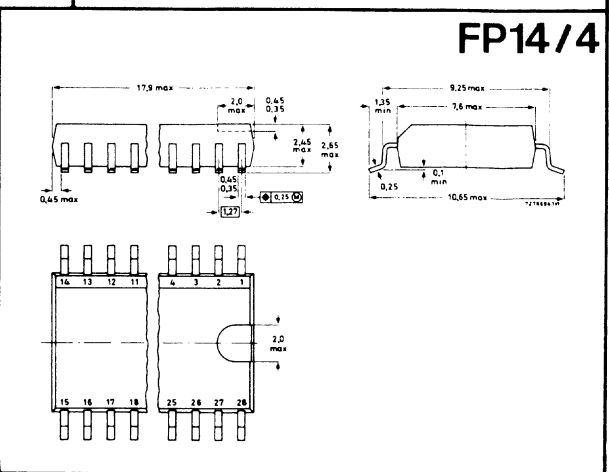 FP14/4
17,9 max
2,0
max
0,45
0,35
2,45
max
2,65
max
0,45 max
0,45
0,35
0,25 M
1,27
9,25 max
1,35
min
7,6 max
0,25
0,1
min
10,65 max
14 13 12 11 4 3 2 1
2,0
max
15 16 17 18 25 26 27 28